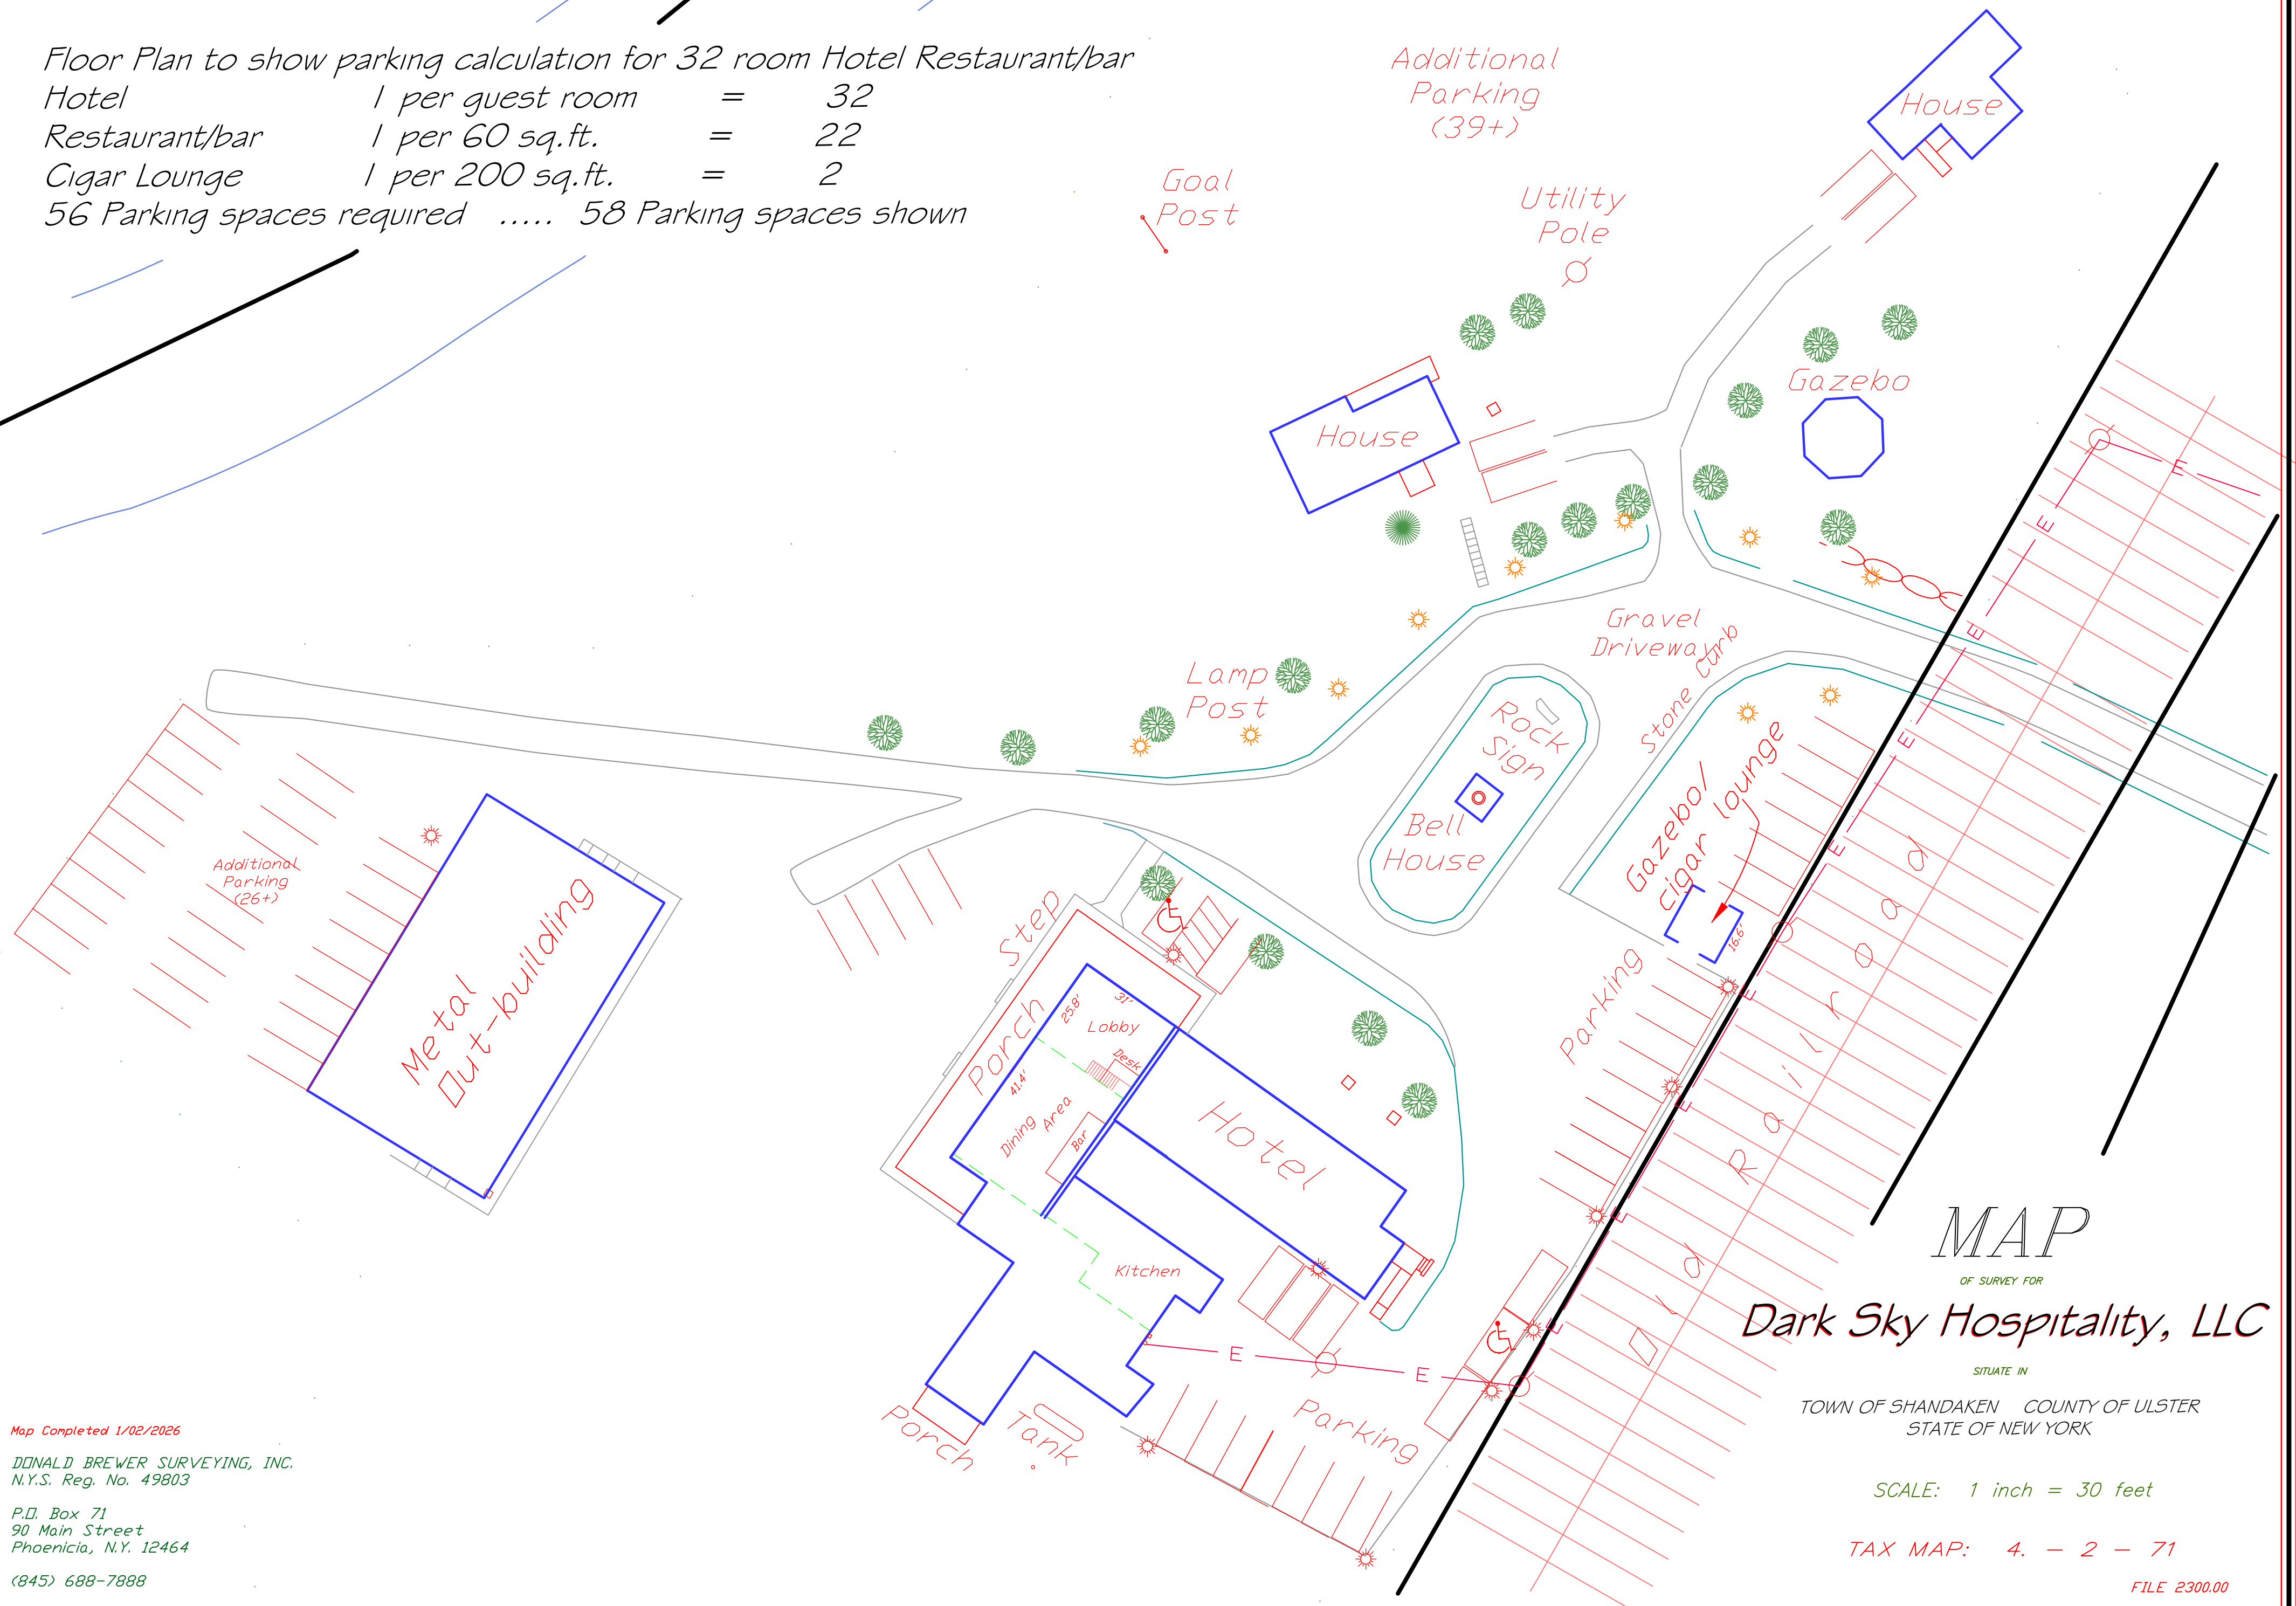 Floor Plan to show parking calculation for 32 room Hotel Restaurant/bar
Hotel 1 per guest room = 32
Restaurant/bar 1 per 60 sq.ft. = 22
Cigar Lounge 1 per 200 sq.ft. = 2
56 Parking spaces required ..... 58 Parking spaces shown
Additional
Parking
(39+)
House
Goal
Post
Utility
Pole
Gazebo
House
E
E
E
Gravel
Driveway
Stone curb
Lamp
Post
Rock
Sign
Bell
House
Gazebo/
cigar lounge
16.6'
E
E
E
Old Railroad
Additional
Parking
(26+)
Metal
Out-building
Step
Porch
25.8'
31'
Lobby
Desk
41.4'
Dining
Area
Bar
Hotel
Parking
E
E
E
Kitchen
E
E
Parking
Porch
Tank
MAP
OF SURVEY FOR
Dark Sky Hospitality, LLC
SITUATE IN
TOWN OF SHANDAKEN COUNTY OF ULSTER
STATE OF NEW YORK
SCALE: 1 inch = 30 feet
TAX MAP: 4. - 2 - 71
FILE 2300.00
Map Completed 1/02/2026
DONALD BREWER SURVEYING, INC.
N.Y.S. Reg. No. 49803
P.O. Box 71
90 Main Street
Phoenicia, N.Y. 12464
(845) 688-7888